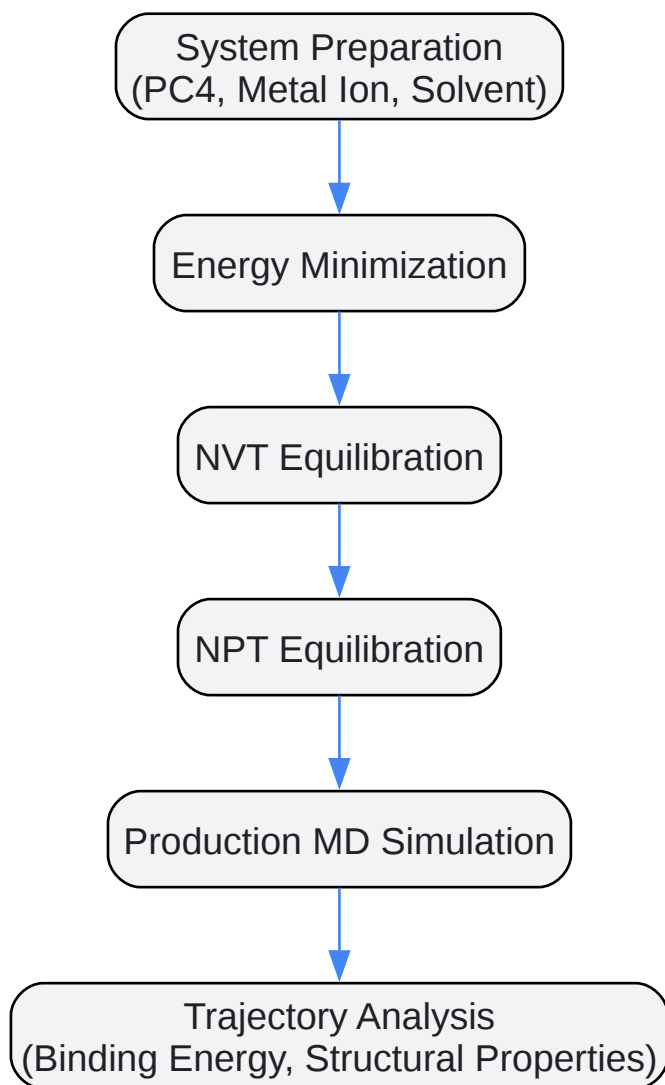 System Preparation
(PC4, Metal Ion, Solvent)
Energy Minimization
NVT Equilibration
NPT Equilibration
Production MD Simulation
Trajectory Analysis
(Binding Energy, Structural Properties)